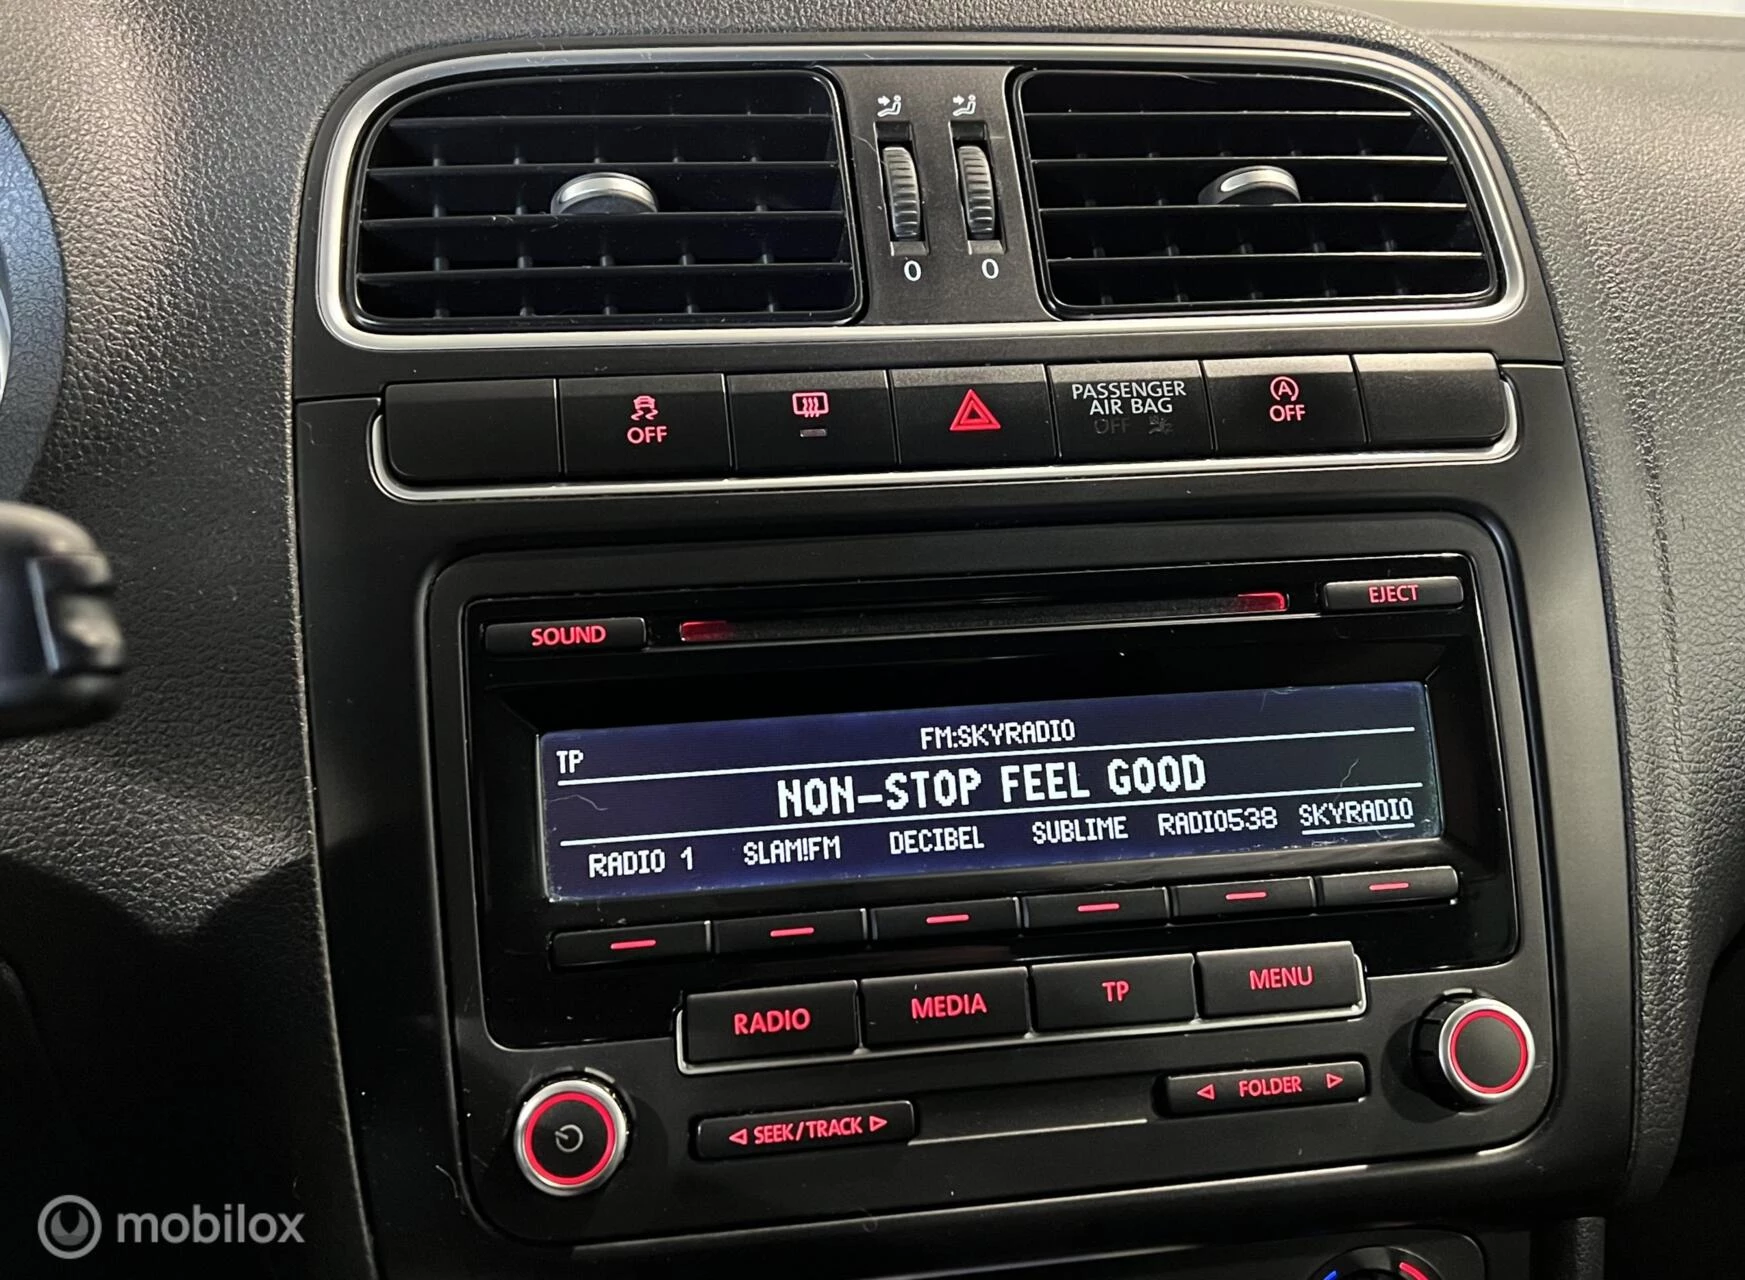 0 0
OFF
PASSENGER
AIR BAG
OFF
OFF
SOUND
EJECT
TP
FM:SKYRADIO
NON-STOP FEEL GOOD
RADIO 1 SLAM!FM DECIBEL SUBLIME RADIO538 SKYRADIO
RADIO MEDIA TP MENU
SEEK/TRACK
FOLDER
mobilox